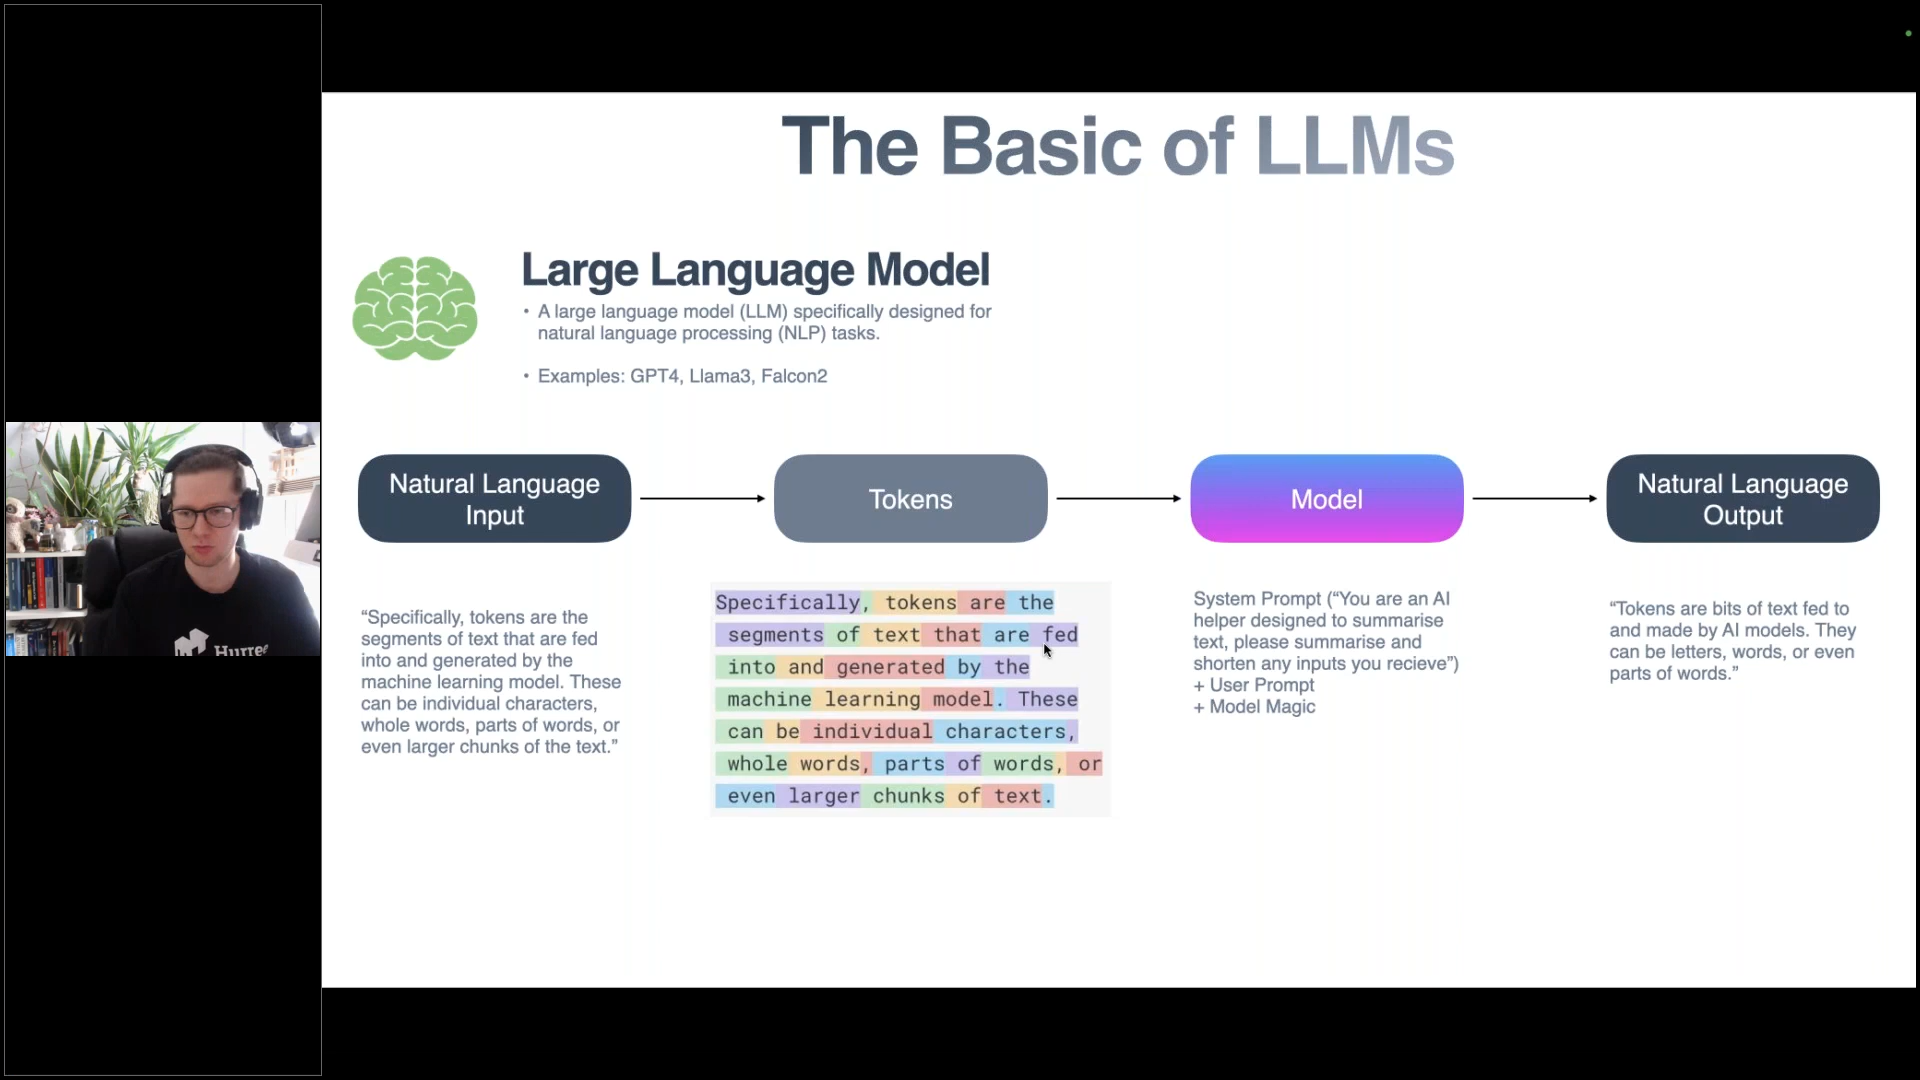 The Basic of LLMs
Large Language Model
• A large language model (LLM) specifically designed for
natural language processing (NLP) tasks.
• Examples: GPT4, Llama3, Falcon2
Natural Language
Input
Tokens
Model
Natural Language
Output
“Specifically, tokens are the
segments of text that are fed
into and generated by the
machine learning model. These
can be individual characters,
whole words, parts of words, or
even larger chunks of the text.”
Specifically, tokens are the
segments of text that are fed
into and generated by the
machine learning model. These
can be individual characters,
whole words, parts of words, or
even larger chunks of text.
System Prompt (“You are an AI
helper designed to summarise
text, please summarise and
shorten any inputs you recieve”)
+ User Prompt
+ Model Magic
“Tokens are bits of text fed to
and made by AI models. They
can be letters, words, or even
parts of words.”
Hurree